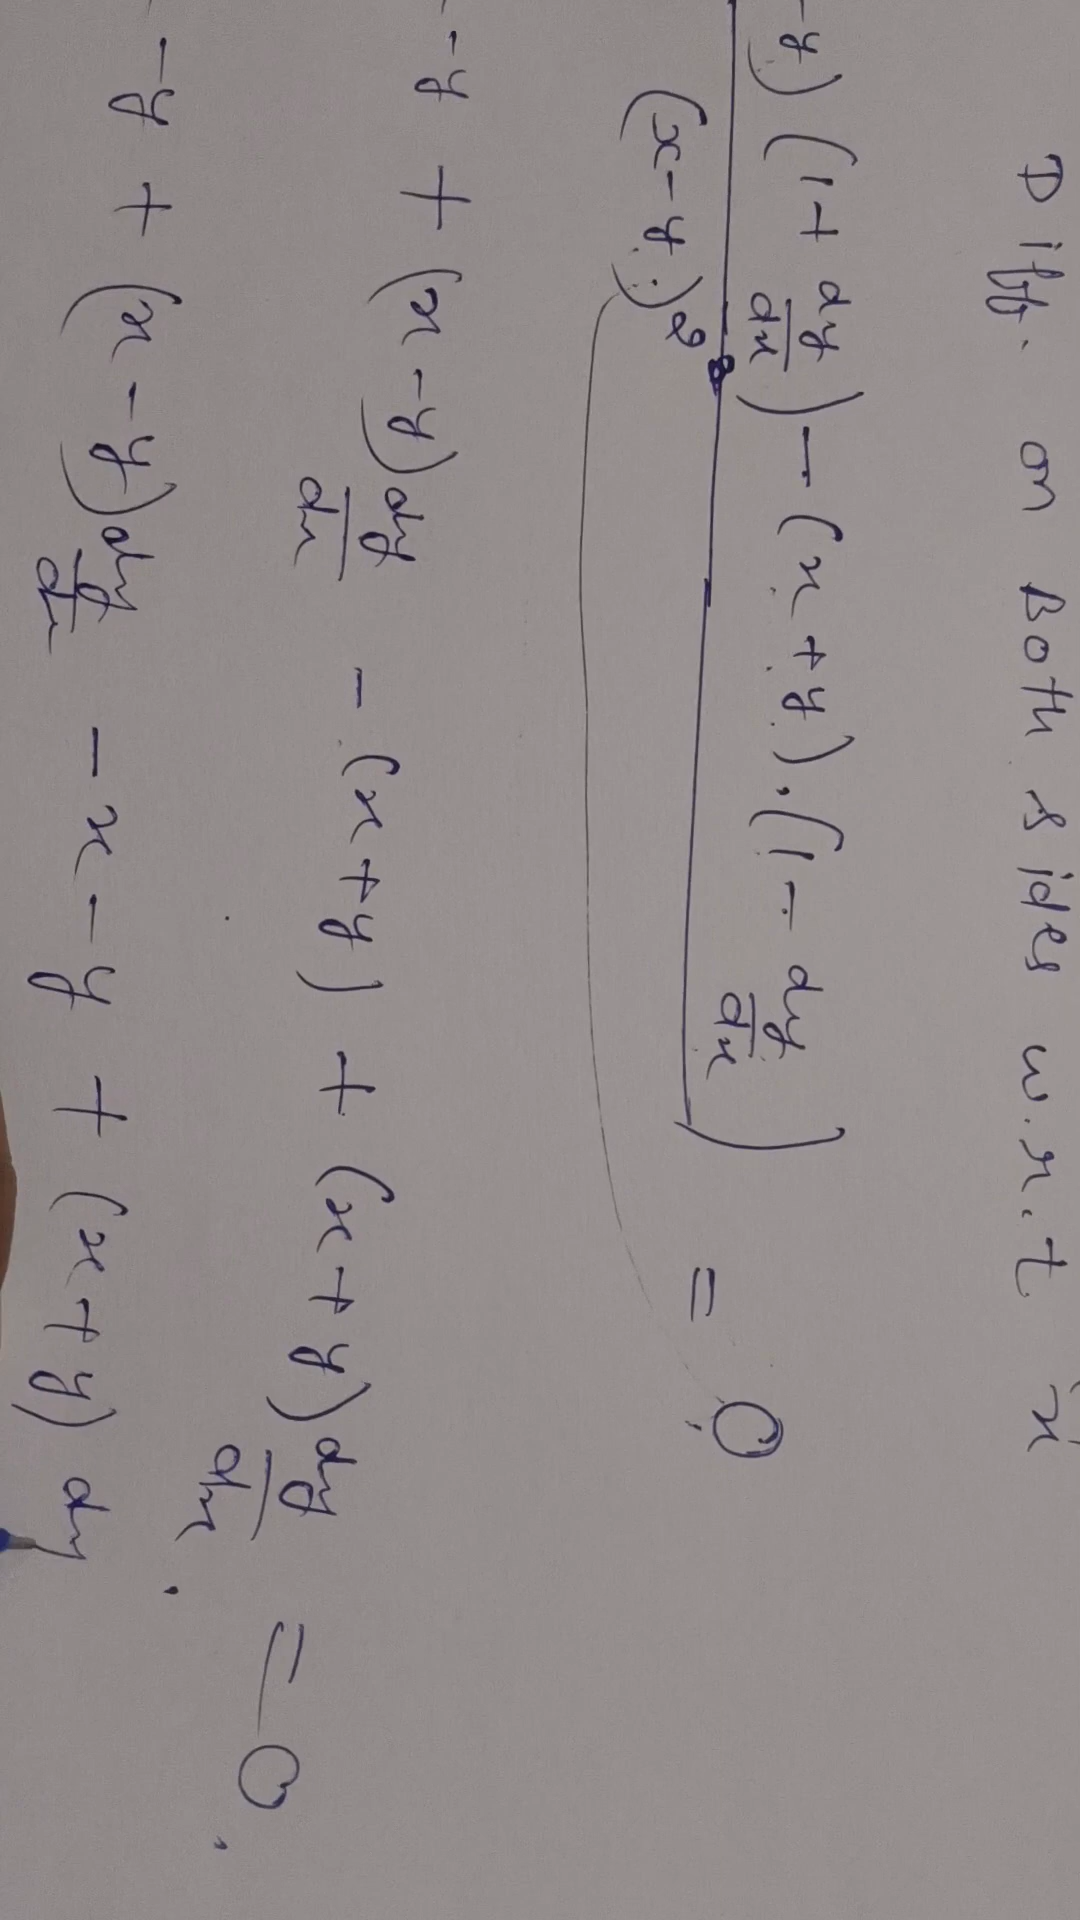 Diff. on Both sides w.r.t x
-y) (1 + dy/dx) - (x + y) . (1 - dy/dx)
(x - y)² = 0
-y + (x - y) dy/dx - (x + y) + (x + y) dy/dx = 0
-y + (x - y) dy/dx - x - y + (x + y) dy